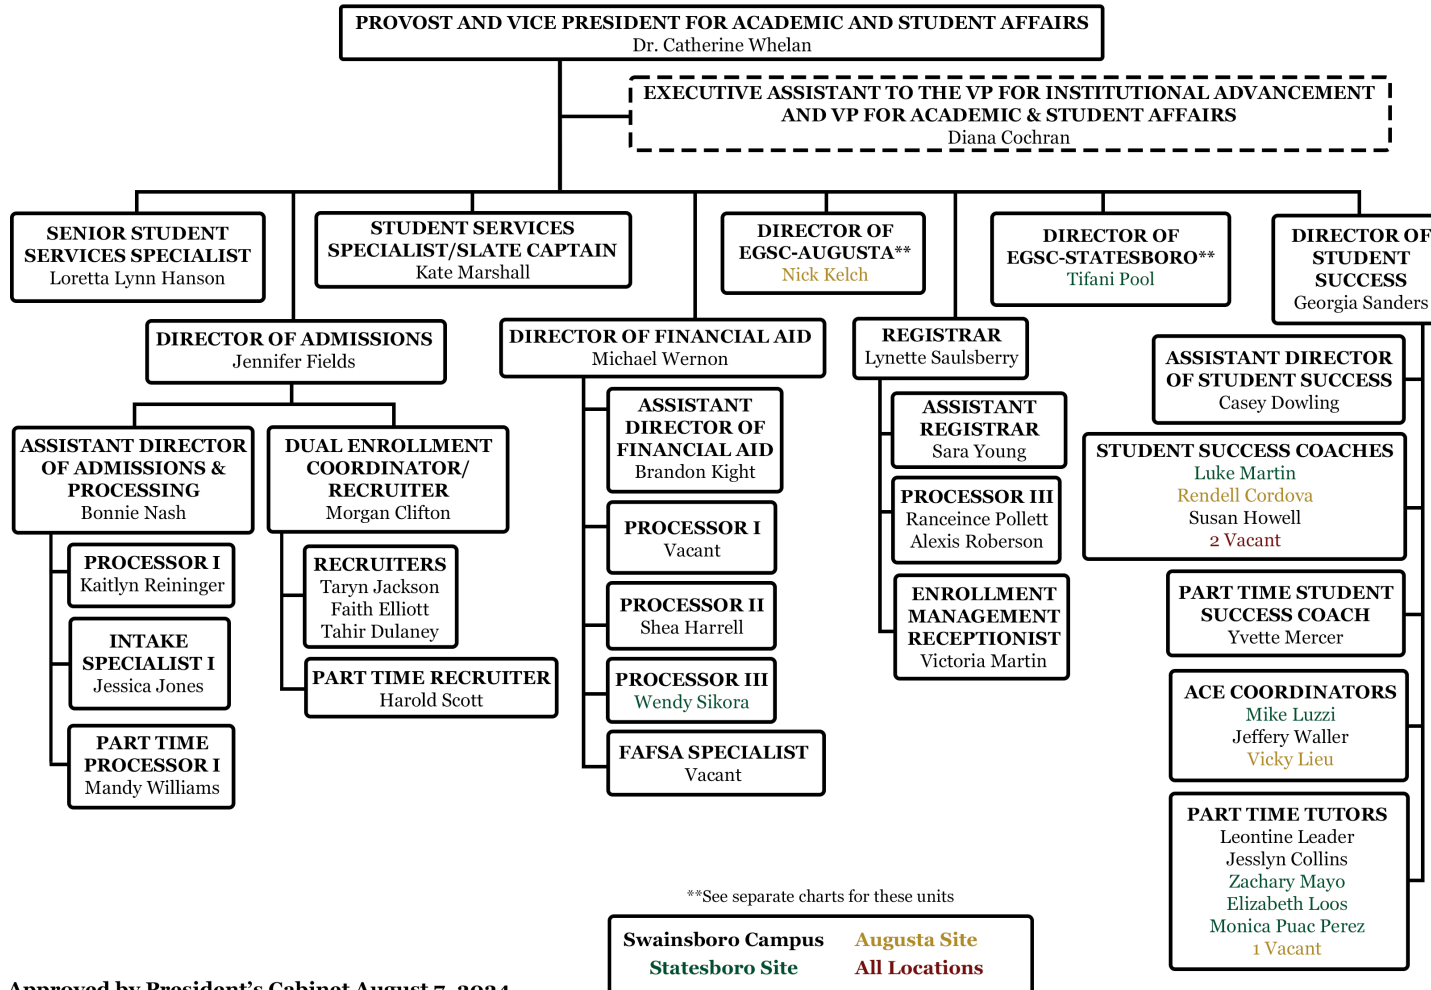 PROVOST AND VICE PRESIDENT FOR ACADEMIC AND STUDENT AFFAIRS
Dr. Catherine Whelan
EXECUTIVE ASSISTANT TO THE VP FOR INSTITUTIONAL ADVANCEMENT
AND VP FOR ACADEMIC & STUDENT AFFAIRS
Diana Cochran
SENIOR STUDENT
SERVICES SPECIALIST
Loretta Lynn Hanson
STUDENT SERVICES
SPECIALIST/SLATE CAPTAIN
Kate Marshall
DIRECTOR OF
EGSC-AUGUSTA**
Nick Kelch
DIRECTOR OF
EGSC-STATESBORO**
Tifani Pool
DIRECTOR OF
STUDENT
SUCCESS
Georgia Sanders
DIRECTOR OF ADMISSIONS
Jennifer Fields
DIRECTOR OF FINANCIAL AID
Michael Wernon
REGISTRAR
Lynette Saulsberry
ASSISTANT DIRECTOR
OF ADMISSIONS &
PROCESSING
Bonnie Nash
PROCESSOR I
Kaitlyn Reininger
INTAKE
SPECIALIST I
Jessica Jones
PART TIME
PROCESSOR I
Mandy Williams
DUAL ENROLLMENT
COORDINATOR/
RECRUITER
Morgan Clifton
RECRUITERS
Taryn Jackson
Faith Elliott
Tahir Dulaney
PART TIME RECRUITER
Harold Scott
ASSISTANT
DIRECTOR OF
FINANCIAL AID
Brandon Kight
PROCESSOR I
Vacant
PROCESSOR II
Shea Harrell
PROCESSOR III
Wendy Sikora
FAFSA SPECIALIST
Vacant
ASSISTANT
REGISTRAR
Sara Young
PROCESSOR III
Ranceince Pollett
Alexis Roberson
ENROLLMENT
MANAGEMENT
RECEPTIONIST
Victoria Martin
ASSISTANT DIRECTOR
OF STUDENT SUCCESS
Casey Dowling
STUDENT SUCCESS COACHES
Luke Martin
Rendell Cordova
Susan Howell
2 Vacant
PART TIME STUDENT
SUCCESS COACH
Yvette Mercer
ACE COORDINATORS
Mike Luzzi
Jeffery Waller
Vicky Lieu
PART TIME TUTORS
Leontine Leader
Jesslyn Collins
Zachary Mayo
Elizabeth Loos
Monica Puac Perez
1 Vacant
**See separate charts for these units
Swainsboro Campus Augusta Site
Statesboro Site All Locations
Approved by President's Cabinet August 7, 2024